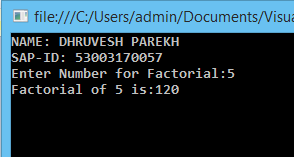 file:///C:/Users/admin/Documents/Visua
NAME: DHRUVESH PAREKH
SAP-ID: 53003170057
Enter Number for Factorial:5
Factorial of 5 is:120